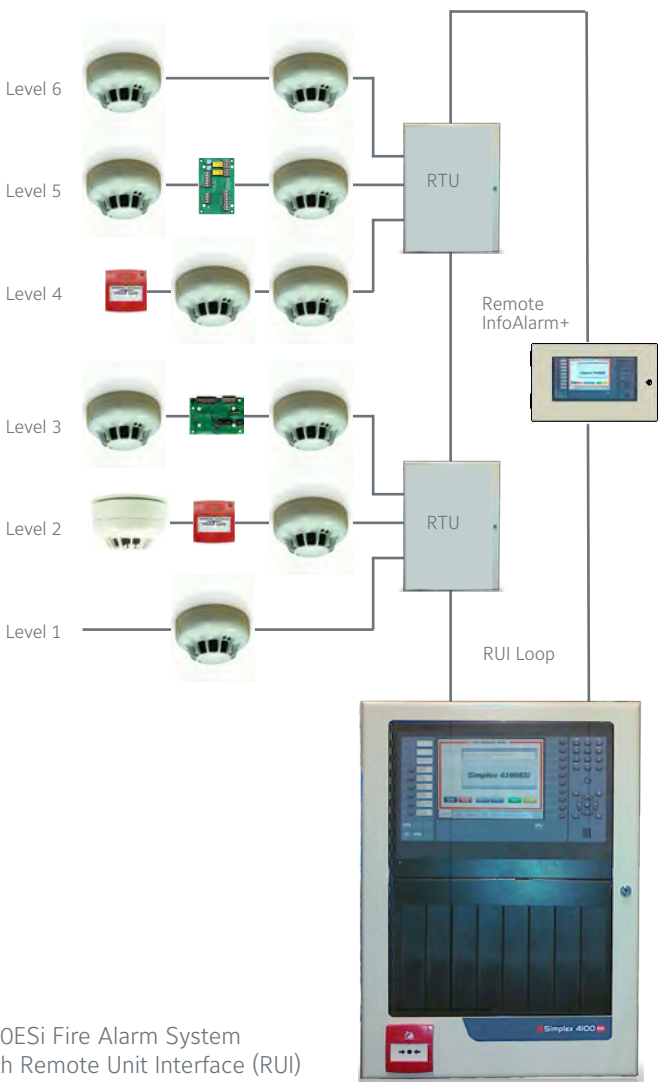 Level 6
Level 5
RTU
Level 4
Remote
InfoAlarm+
Level 3
Level 2
RTU
Level 1
RUI Loop
Simplex 4100ESi
Simplex 4100
0ESi Fire Alarm System
h Remote Unit Interface (RUI)